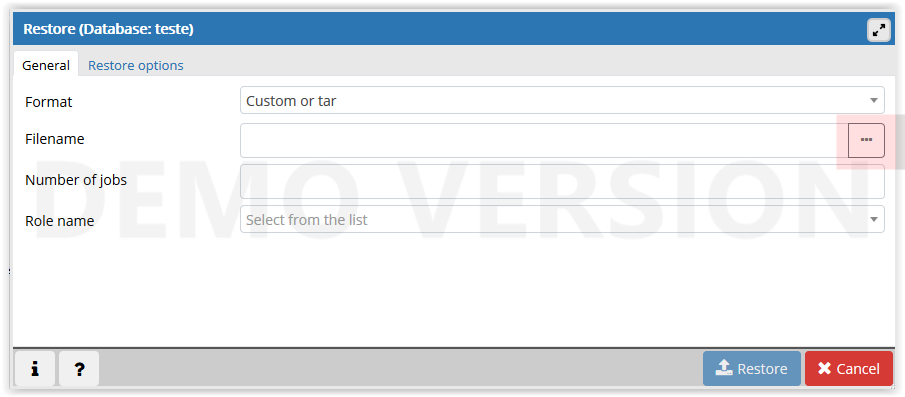 Restore (Database: teste)
General Restore options
Format Custom or tar
Filename ...
DEMO VERSION
Number of jobs
Role name Select from the list
i ? Restore Cancel